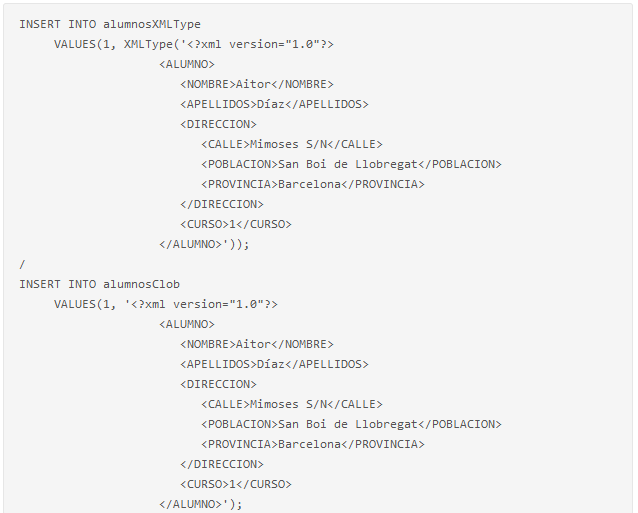 INSERT INTO alumnosXMLType
VALUES(1, XMLType('<?xml version="1.0"?>
<ALUMNO>
<NOMBRE>Aitor</NOMBRE>
<APELLIDOS>Díaz</APELLIDOS>
<DIRECCION>
<CALLE>Mimoses S/N</CALLE>
<POBLACION>San Boi de Llobregat</POBLACION>
<PROVINCIA>Barcelona</PROVINCIA>
</DIRECCION>
<CURSO>1</CURSO>
</ALUMNO>'));
/
INSERT INTO alumnosClob
VALUES(1, '<?xml version="1.0"?>
<ALUMNO>
<NOMBRE>Aitor</NOMBRE>
<APELLIDOS>Díaz</APELLIDOS>
<DIRECCION>
<CALLE>Mimoses S/N</CALLE>
<POBLACION>San Boi de Llobregat</POBLACION>
<PROVINCIA>Barcelona</PROVINCIA>
</DIRECCION>
<CURSO>1</CURSO>
</ALUMNO>');